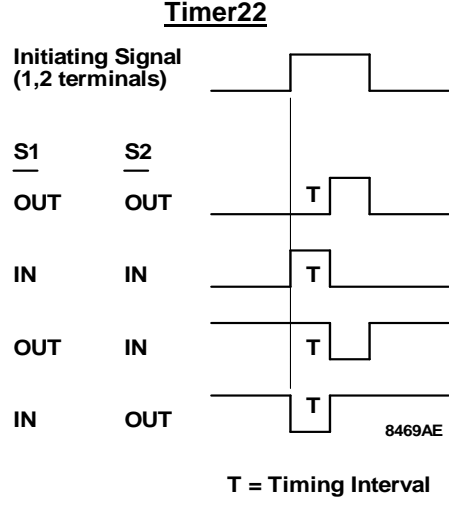 Timer22
Initiating Signal
(1,2 terminals)
S1 S2
OUT OUT T
IN IN T
OUT IN T
IN OUT T
8469AE
T = Timing Interval